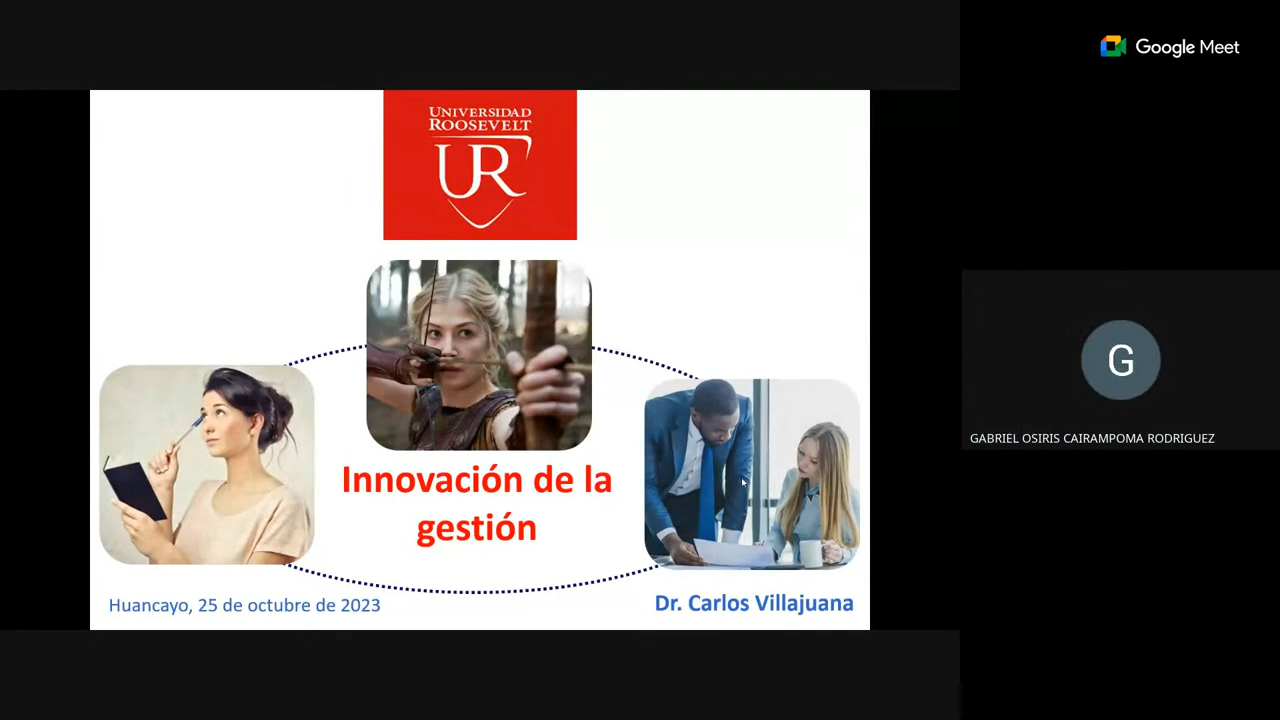 Google Meet
UNIVERSIDAD
ROOSEVELT
UR
Innovación de la
gestión
Huancayo, 25 de octubre de 2023
Dr. Carlos Villajuana
G
GABRIEL OSIRIS CAIRAMPOMA RODRIGUEZ